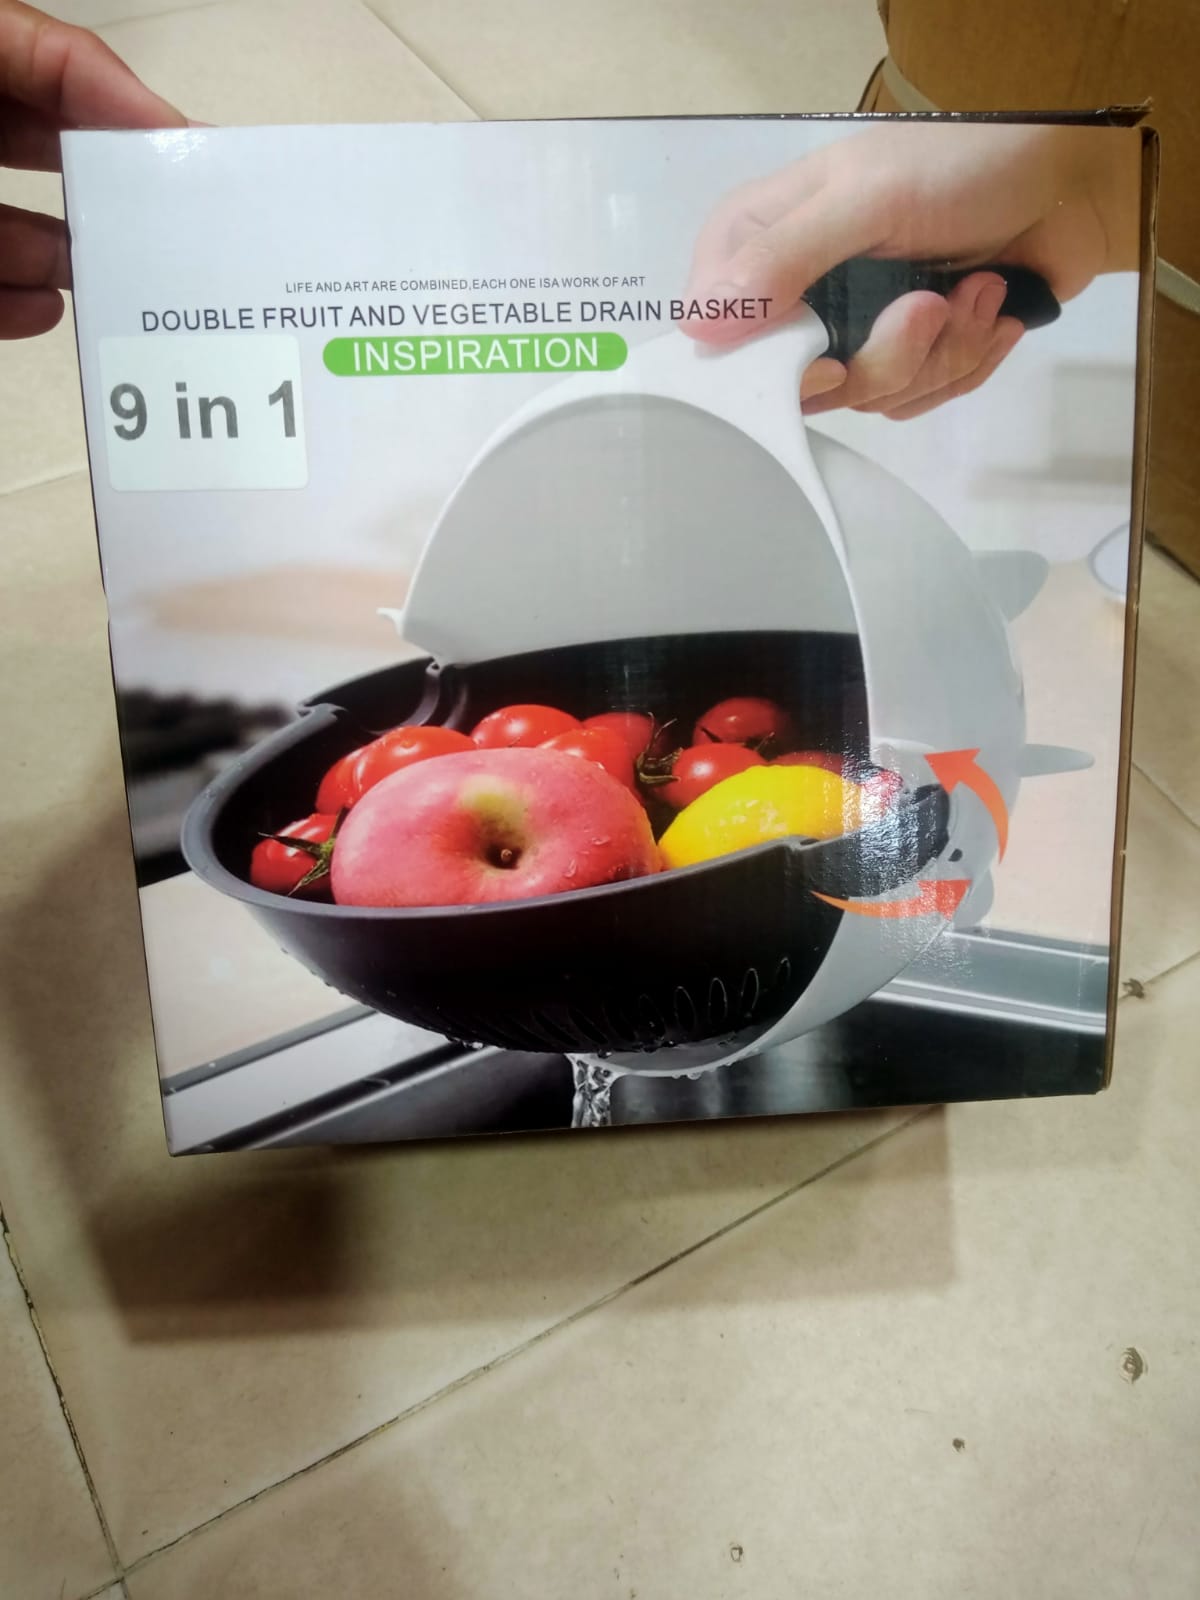 LIFE AND ART ARE COMBINED,EACH ONE ISA WORK OF ART
DOUBLE FRUIT AND VEGETABLE DRAIN BASKET
INSPIRATION
9 in 1